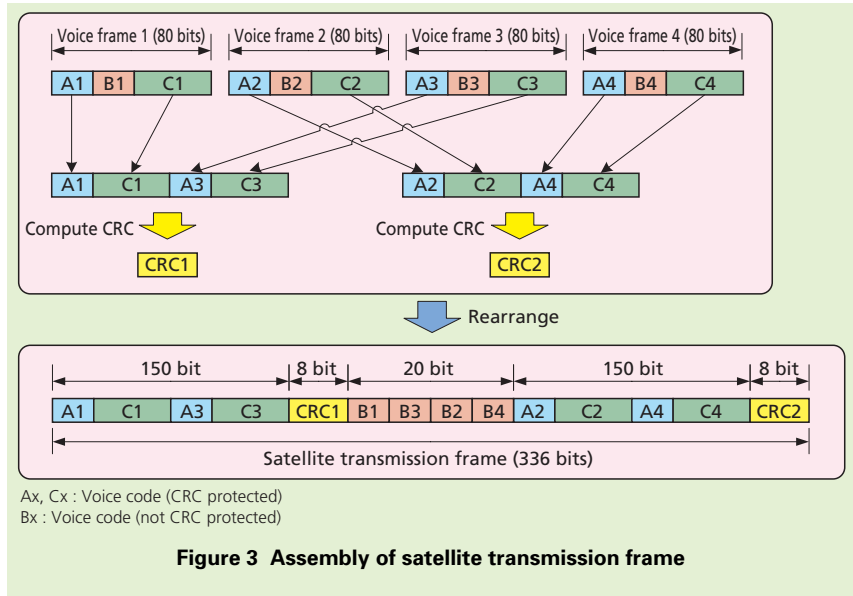 Voice frame 1 (80 bits) Voice frame 2 (80 bits) Voice frame 3 (80 bits) Voice frame 4 (80 bits)
A1 B1 C1 A2 B2 C2 A3 B3 C3 A4 B4 C4
A1 C1 A3 C3 A2 C2 A4 C4
Compute CRC Compute CRC
CRC1 CRC2
Rearrange
150 bit 8 bit 20 bit 150 bit 8 bit
A1 C1 A3 C3 CRC1 B1 B3 B2 B4 A2 C2 A4 C4 CRC2
Satellite transmission frame (336 bits)
Ax, Cx : Voice code (CRC protected)
Bx : Voice code (not CRC protected)
Figure 3 Assembly of satellite transmission frame